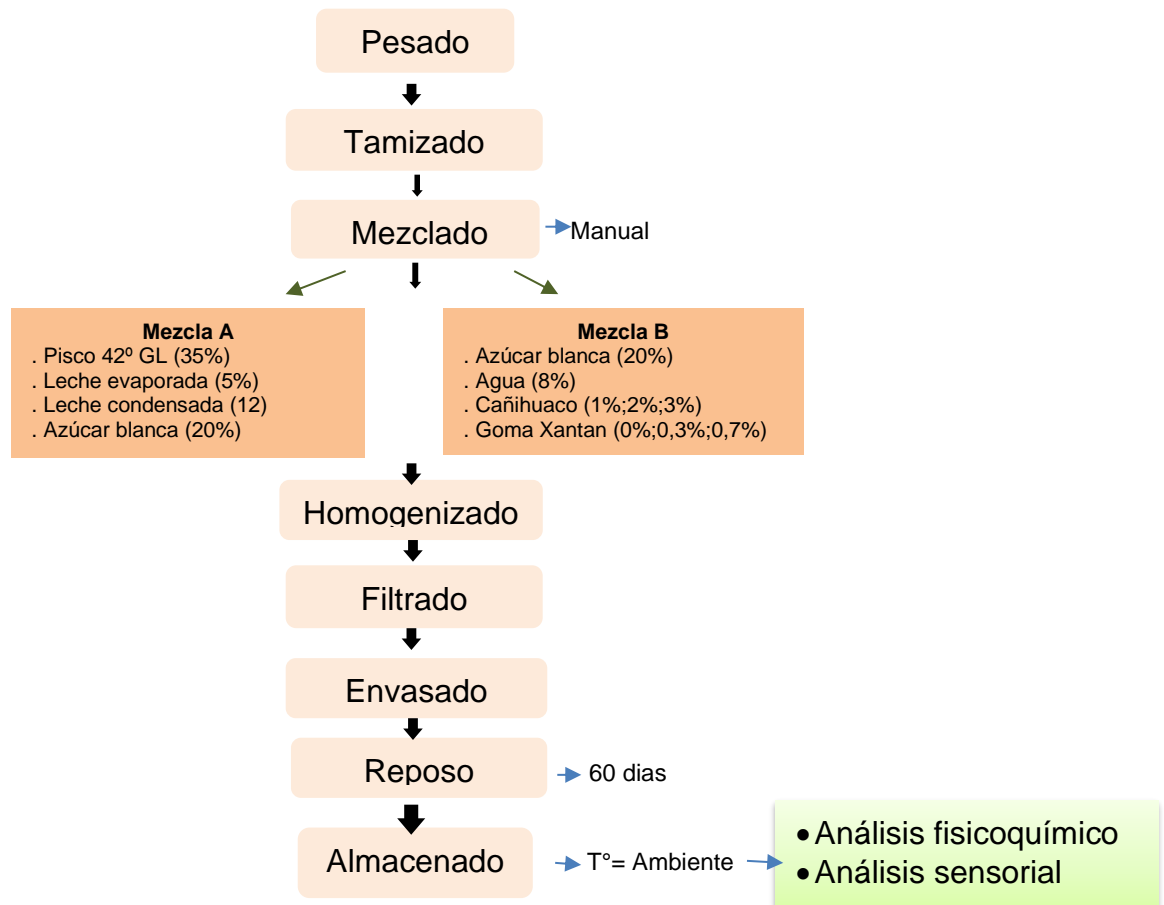 Pesado
Tamizado
Mezclado
Manual
Mezcla A
. Pisco 42º GL (35%)
. Leche evaporada (5%)
. Leche condensada (12)
. Azúcar blanca (20%)
Mezcla B
. Azúcar blanca (20%)
. Agua (8%)
. Cañihuaco (1%;2%;3%)
. Goma Xantan (0%;0,3%;0,7%)
Homogenizado
Filtrado
Envasado
Reposo
60 dias
Almacenado
T°= Ambiente
• Análisis fisicoquímico
• Análisis sensorial